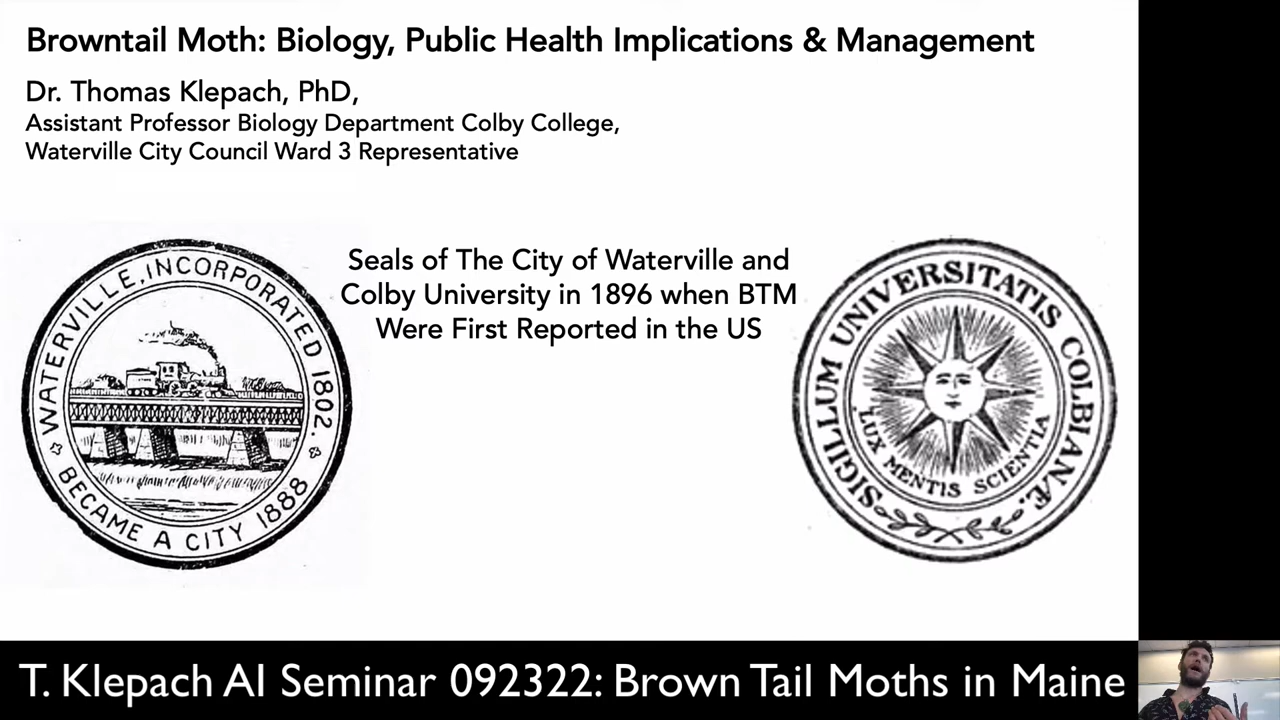 Browntail Moth: Biology, Public Health Implications & Management
Dr. Thomas Klepach, PhD,
Assistant Professor Biology Department Colby College,
Waterville City Council Ward 3 Representative
Seals of The City of Waterville and
Colby University in 1896 when BTM
Were First Reported in the US
WATERVILLE, INCORPORATED 1802.
BECAME A CITY 1888
SIGILLUM UNIVERSITATIS COLBIANÆ.
LUX MENTIS SCIENTIA
T. Klepach AI Seminar 092322: Brown Tail Moths in Maine